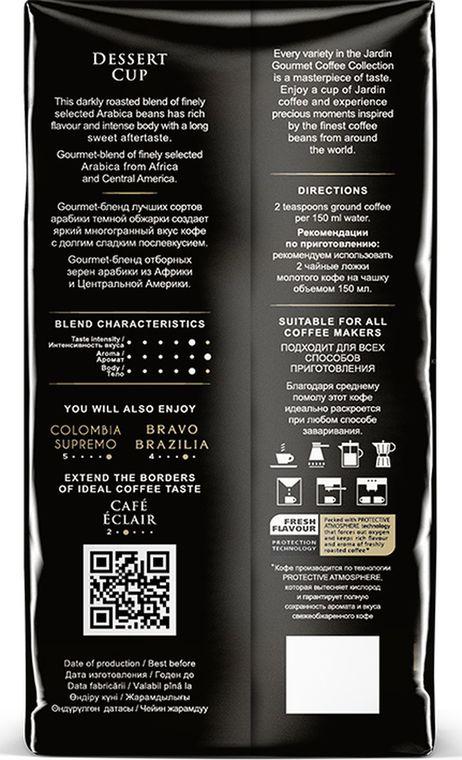 DESSERT
CUP
This darkly roasted blend of finely
selected Arabica beans has rich
flavour and intense body with a long
sweet aftertaste.
Gourmet-blend of finely selected
Arabica from Africa
and Central America.
Gourmet-бленд лучших сортов
арабики темной обжарки создает
яркий многогранный вкус кофе
с долгим сладким послевкусием.
Gourmet-бленд отборных
зерен арабики из Африки
и Центральной Америки.
BLEND CHARACTERISTICS
Taste intensity /
Интенсивность вкуса
Aroma /
Аромат
Body /
Тело
YOU WILL ALSO ENJOY
COLOMBIA
SUPREMO
5
BRAVO
BRAZILIA
4
EXTEND THE BORDERS
OF IDEAL COFFEE TASTE
CAFÉ
ÉCLAIR
2
Date of production / Best before
Дата изготовления / Годен до
Data fabricării / Valabil pînă la
Өндіру күні / Жарамдылығы
Өндүрүлгөн датасы / Чейин жарамдуу
Every variety in the Jardin
Gourmet Coffee Collection
is a masterpiece of taste.
Enjoy a cup of Jardin
coffee and experience
precious moments inspired
by the finest coffee
beans from around
the world.
DIRECTIONS
2 teaspoons ground coffee
per 150 ml water.
Рекомендации
по приготовлению:
рекомендуем использовать
2 чайные ложки
молотого кофе на чашку
объемом 150 мл.
SUITABLE FOR ALL
COFFEE MAKERS
ПОДХОДИТ ДЛЯ ВСЕХ
СПОСОБОВ
ПРИГОТОВЛЕНИЯ
Благодаря среднему
помолу этот кофе
идеально раскроется
при любом способе
заваривания.
FRESH
FLAVOUR
PROTECTION
TECHNOLOGY
Packed with PROTECTIVE
ATMOSPHERE technology
that forces out oxygen
and keeps rich flavour
and aroma of freshly
roasted coffee*
*Кофе производится по технологии
PROTECTIVE ATMOSPHERE,
которая вытесняет кислород
и гарантирует полную
сохранность аромата и вкуса
свежеобжаренного кофе